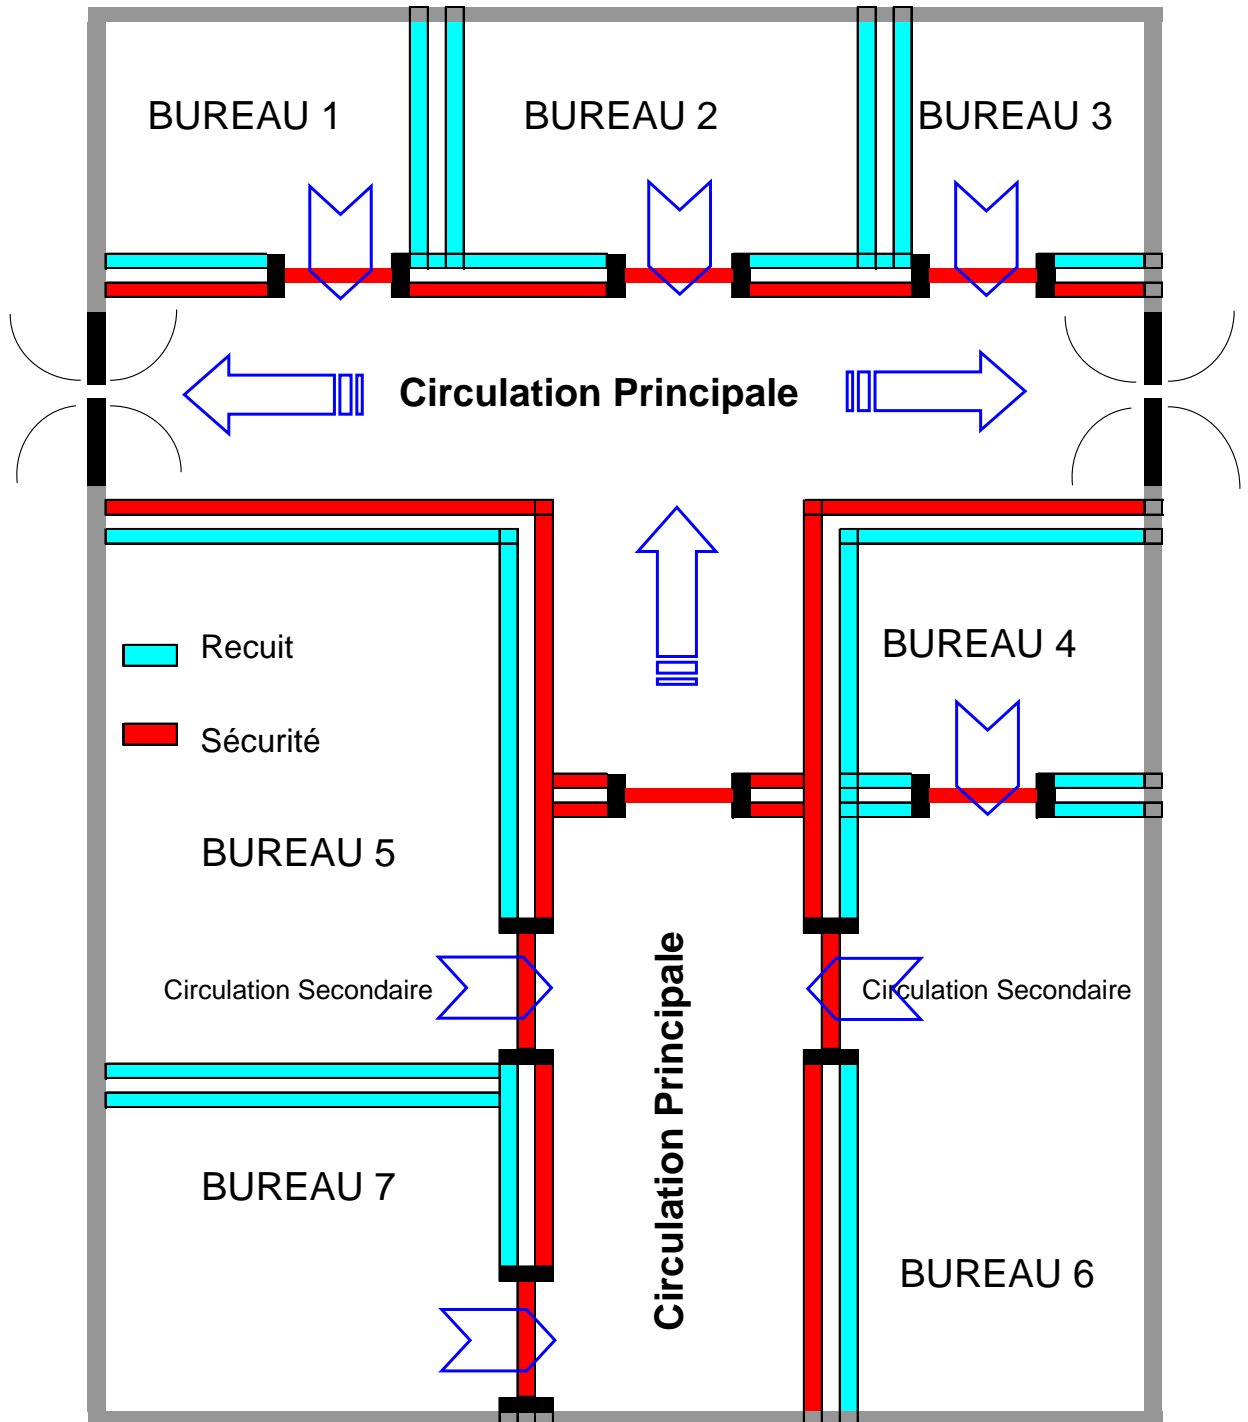 BUREAU 1
BUREAU 2
BUREAU 3
Circulation Principale
Recuit
BUREAU 4
Sécurité
BUREAU 5
Circulation Secondaire
Circulation Principale
Circulation Secondaire
BUREAU 7
BUREAU 6